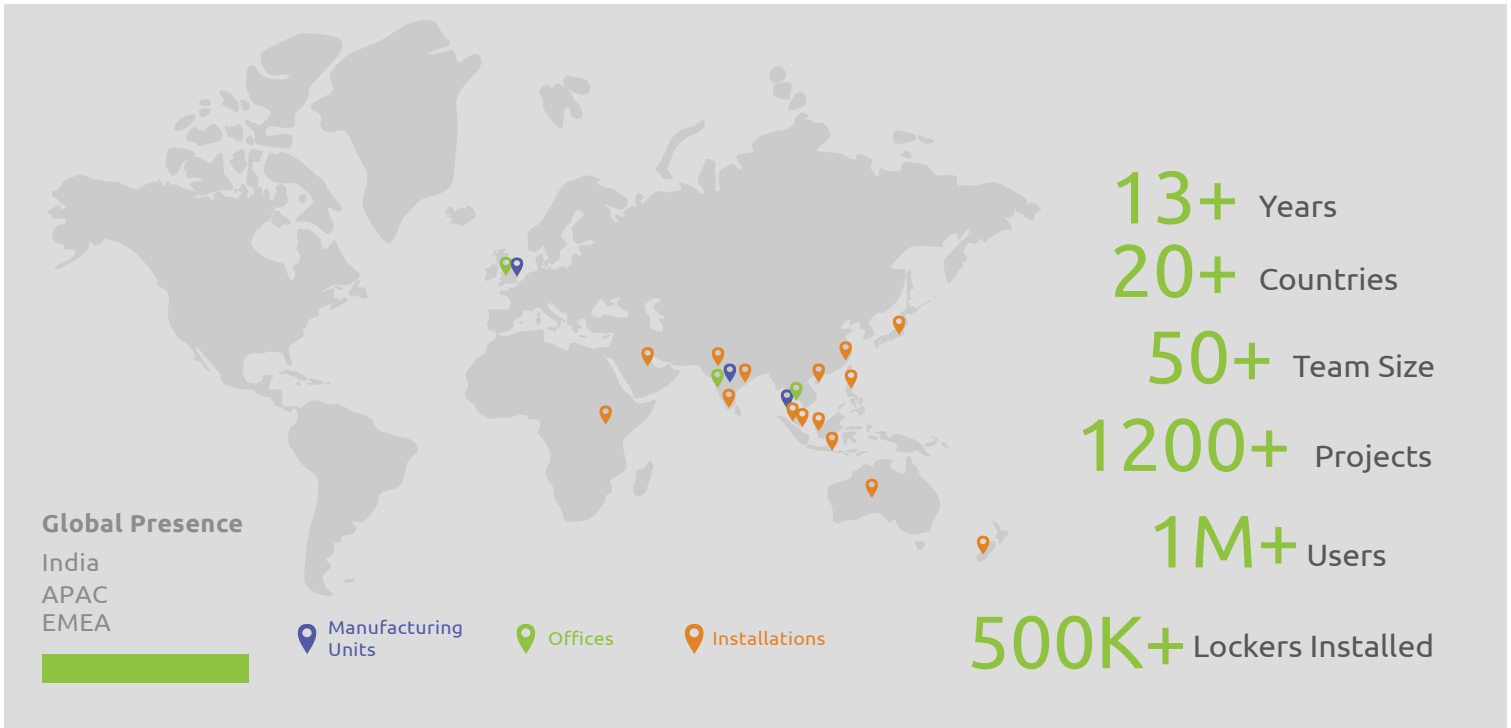 13+ Years
20+ Countries
50+ Team Size
1200+ Projects
1M+ Users
500K+ Lockers Installed
Global Presence
India
APAC
EMEA
Manufacturing
Units
Offices
Installations